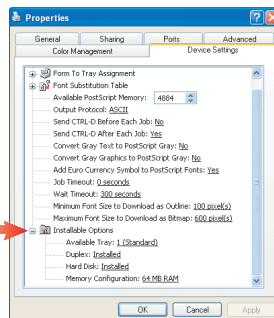 Properties
General Sharing Ports Advanced
Color Management Device Settings
Form To Tray Assignment
Font Substitution Table
Available PostScript Memory: 4884
Output Protocol: ASCII
Send CTRL-D Before Each Job: No
Send CTRL-D After Each Job: Yes
Convert Gray Text to PostScript Gray: No
Convert Gray Graphics to PostScript Gray: No
Add Euro Currency Symbol to PostScript Fonts: Yes
Job Timeout: 0 seconds
Wait Timeout: 300 seconds
Minimum Font Size to Download as Outline: 100 pixel(s)
Maximum Font Size to Download as Bitmap: 600 pixel(s)
Installable Options
Available Tray: 1 (Standard)
Duplex: Installed
Hard Disk: Installed
Memory Configuration: 64 MB RAM
OK Cancel Apply